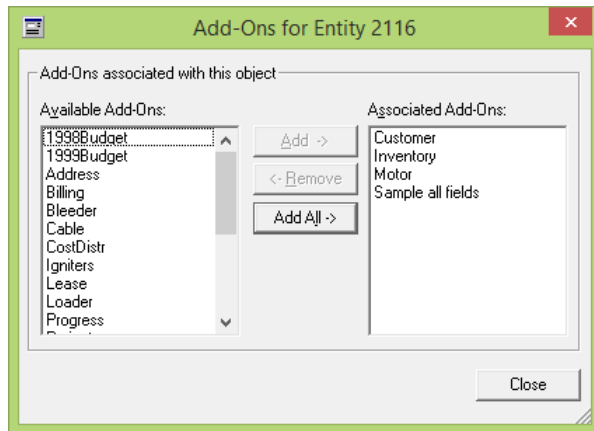 Add-Ons for Entity 2116
Add-Ons associated with this object
Available Add-Ons:
1998Budget
1999Budget
Address
Billing
Bleeder
Cable
CostDistr
Igniters
Lease
Loader
Progress
Add ->
<- Remove
Add All ->
Associated Add-Ons:
Customer
Inventory
Motor
Sample all fields
Close